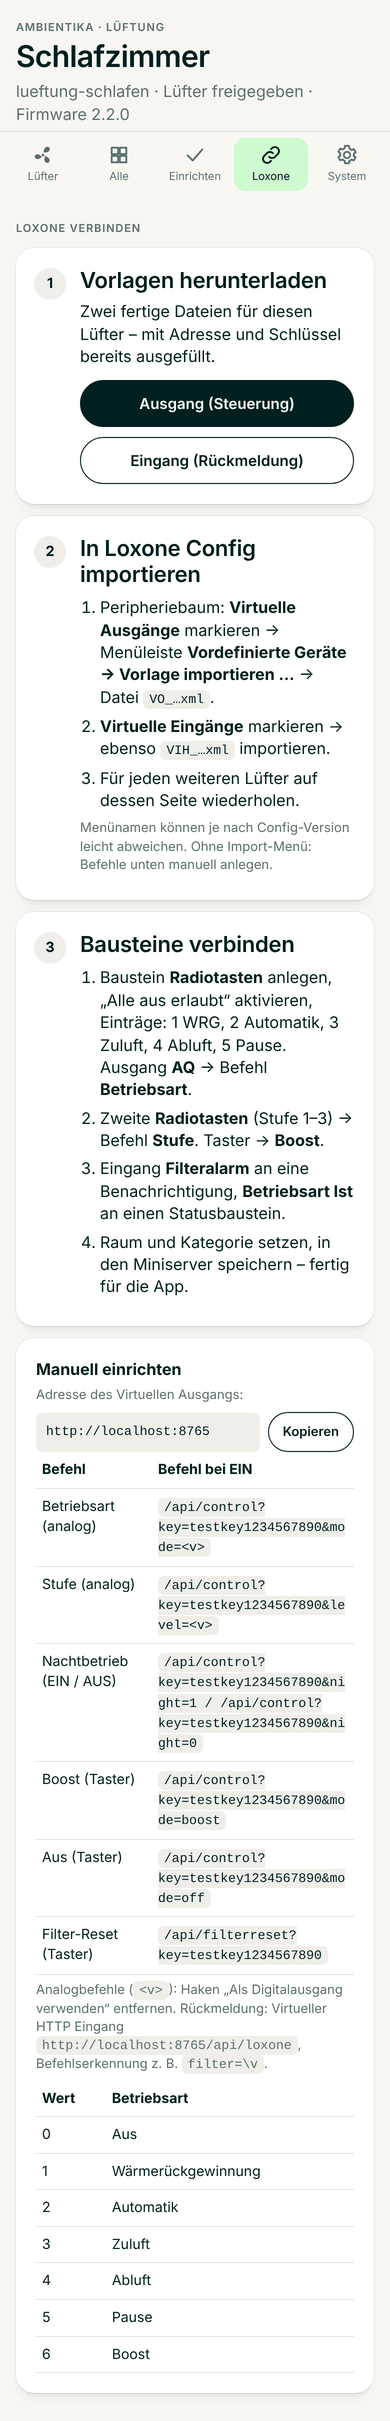 AMBIENTIKA · LÜFTUNG
Schlafzimmer
lueftung-schlafen · Lüfter freigegeben ·
Firmware 2.2.0
Lüfter
Alle
Einrichten
Loxone
System
LOXONE VERBINDEN
1
Vorlagen herunterladen
Zwei fertige Dateien für diesen
Lüfter – mit Adresse und Schlüssel
bereits ausgefüllt.
Ausgang (Steuerung)
Eingang (Rückmeldung)
2
In Loxone Config
importieren
1. Peripheriebaum: Virtuelle
Ausgänge markieren →
Menüleiste Vordefinierte Geräte
→ Vorlage importieren … →
Datei VO_…xml.
2. Virtuelle Eingänge markieren →
ebenso VIH_…xml importieren.
3. Für jeden weiteren Lüfter auf
dessen Seite wiederholen.
Menünamen können je nach Config-Version
leicht abweichen. Ohne Import-Menü:
Befehle unten manuell anlegen.
3
Bausteine verbinden
1. Baustein Radiotasten anlegen,
„Alle aus erlaubt“ aktivieren,
Einträge: 1 WRG, 2 Automatik, 3
Zuluft, 4 Abluft, 5 Pause.
Ausgang AQ → Befehl
Betriebsart.
2. Zweite Radiotasten (Stufe 1–3) →
Befehl Stufe. Taster → Boost.
3. Eingang Filteralarm an eine
Benachrichtigung, Betriebsart Ist
an einen Statusbaustein.
4. Raum und Kategorie setzen, in
den Miniserver speichern – fertig
für die App.
Manuell einrichten
Adresse des Virtuellen Ausgangs:
http://localhost:8765
Kopieren
Befehl
Befehl bei EIN
Betriebsart
(analog)
/api/control?
key=testkey1234567890&mo
de=<v>
Stufe (analog)
/api/control?
key=testkey1234567890&le
vel=<v>
Nachtbetrieb
(EIN / AUS)
/api/control?
key=testkey1234567890&ni
ght=1 / /api/control?
key=testkey1234567890&ni
ght=0
Boost (Taster)
/api/control?
key=testkey1234567890&mo
de=boost
Aus (Taster)
/api/control?
key=testkey1234567890&mo
de=off
Filter-Reset
(Taster)
/api/filterreset?
key=testkey1234567890
Analogbefehle (<v>): Haken „Als Digitalausgang
verwenden“ entfernen. Rückmeldung: Virtueller
HTTP Eingang
http://localhost:8765/api/loxone,
Befehlserkennung z. B. filter=\v.
Wert
Betriebsart
0
Aus
1
Wärmerückgewinnung
2
Automatik
3
Zuluft
4
Abluft
5
Pause
6
Boost